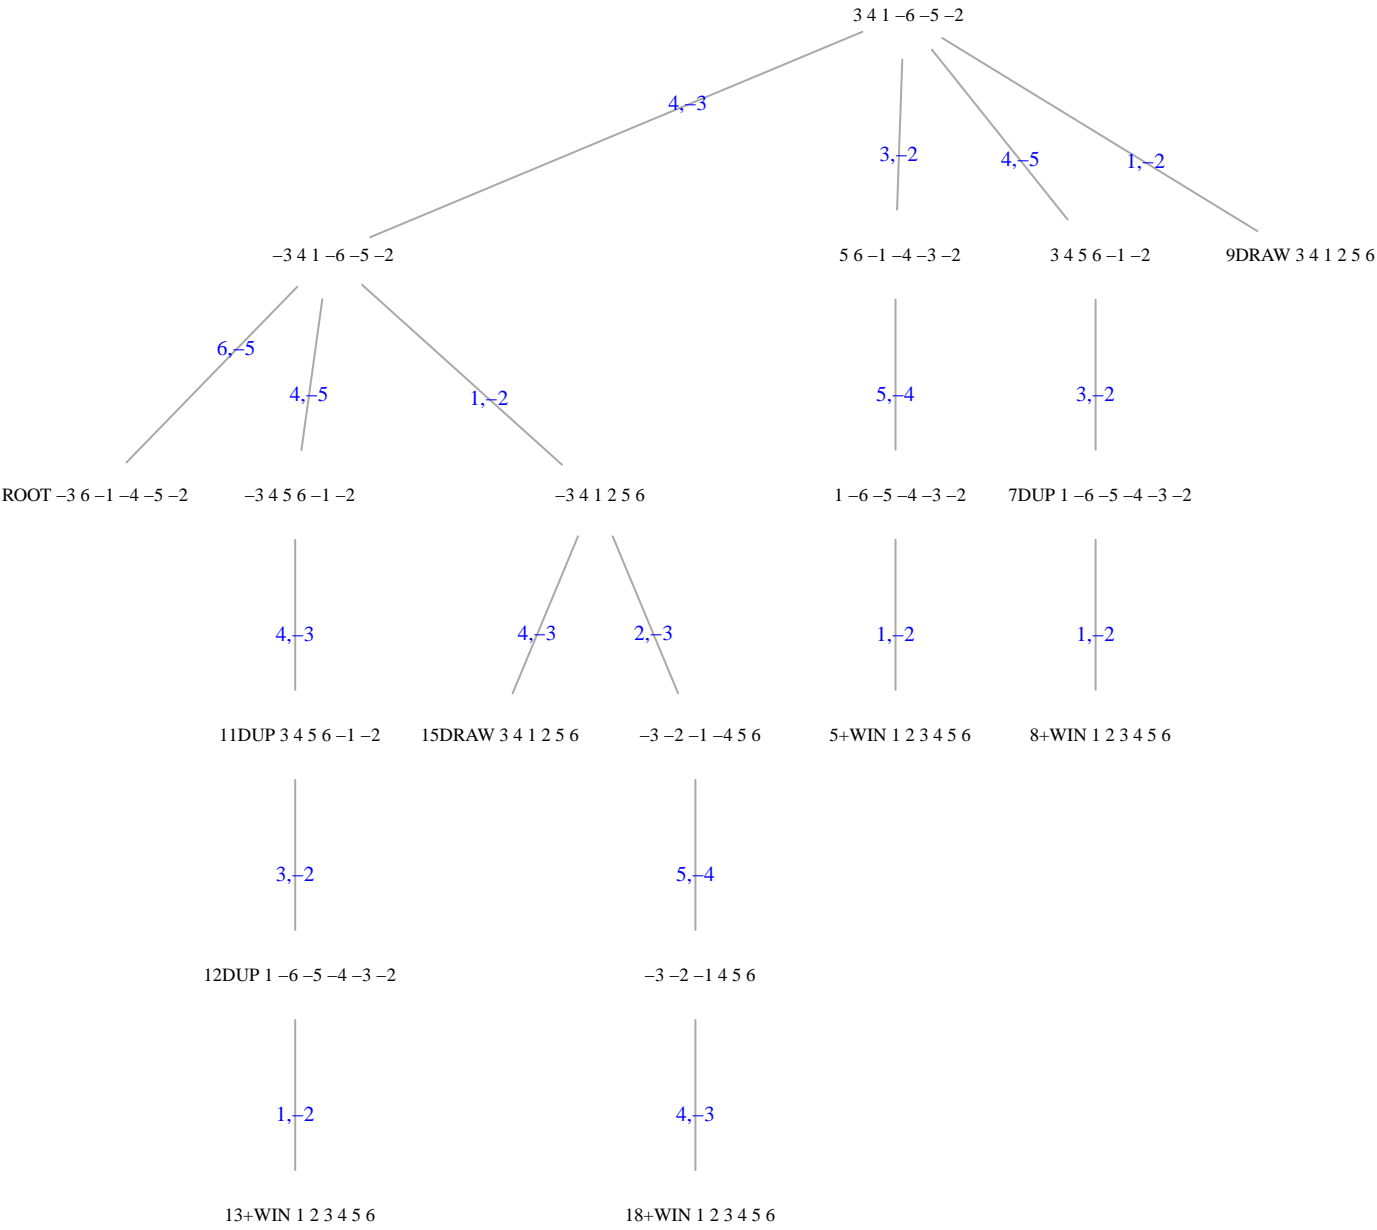 3 4 1 –6 –5 –2
4,–3
3,–2
4,–5
1,–2
–3 4 1 –6 –5 –2
5 6 –1 –4 –3 –2
3 4 5 6 –1 –2
9DRAW 3 4 1 2 5 6
6,–5
4,–5
1,–2
5,–4
3,–2
ROOT –3 6 –1 –4 –5 –2
–3 4 5 6 –1 –2
–3 4 1 2 5 6
1 –6 –5 –4 –3 –2
7DUP 1 –6 –5 –4 –3 –2
4,–3
4,–3
2,–3
1,–2
1,–2
11DUP 3 4 5 6 –1 –2
15DRAW 3 4 1 2 5 6
–3 –2 –1 –4 5 6
5+WIN 1 2 3 4 5 6
8+WIN 1 2 3 4 5 6
3,–2
5,–4
12DUP 1 –6 –5 –4 –3 –2
–3 –2 –1 4 5 6
1,–2
4,–3
13+WIN 1 2 3 4 5 6
18+WIN 1 2 3 4 5 6